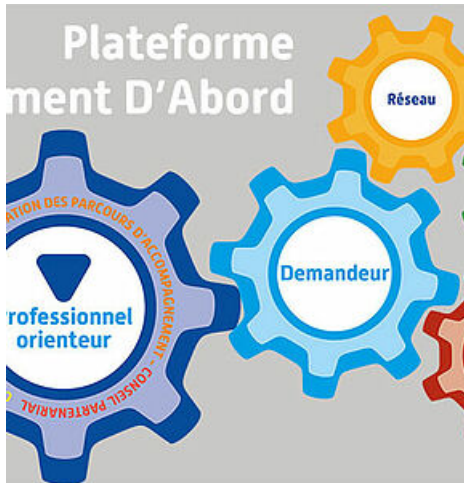 Plateforme
ment D'Abord
Réseau
ATION DES PARCOURS D'ACCOMPAGNEMENT - CONSEIL PARTENARIAL
Demandeur
rofessionnel
orienteur